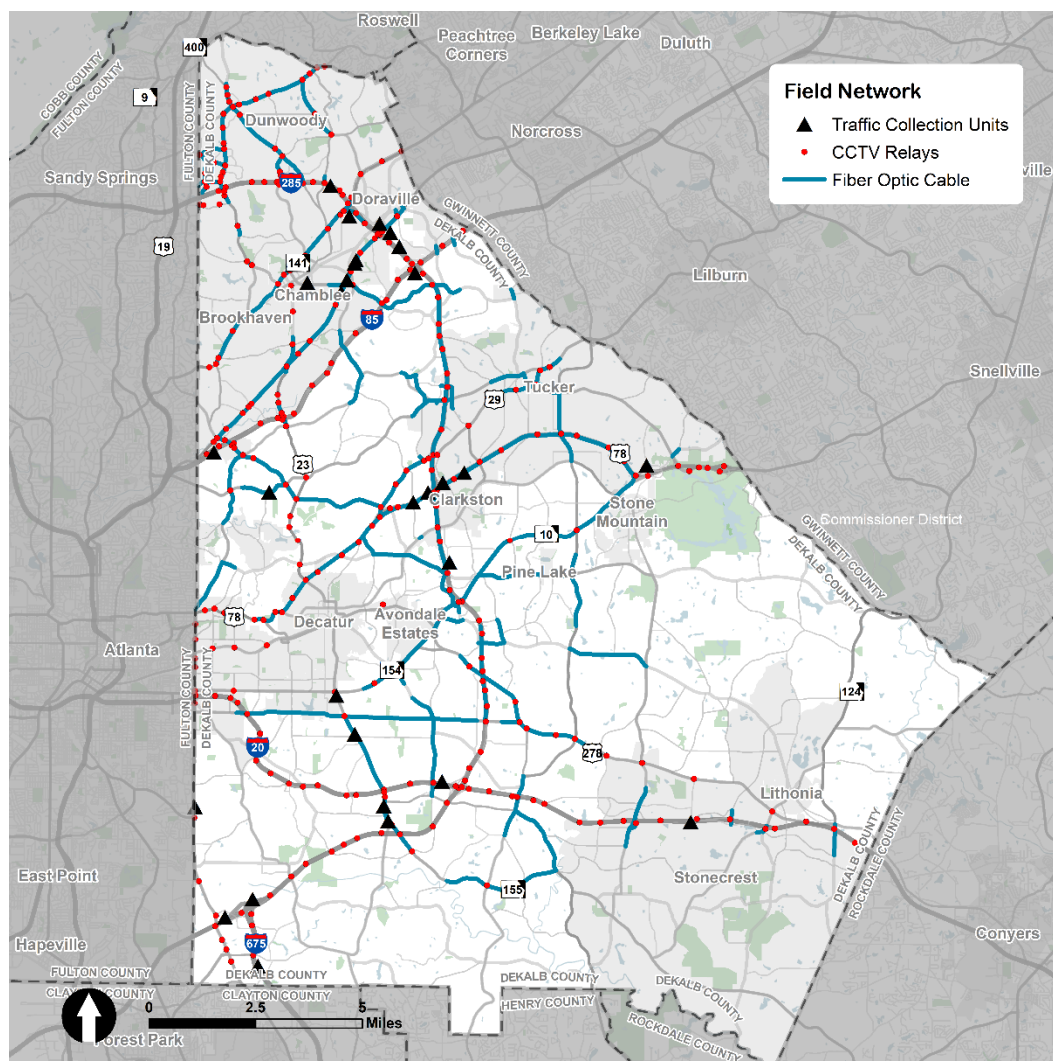 Roswell
Peachtree
Corners
Berkeley Lake
Duluth
400
COBB COUNTY
FULTON COUNTY
9
FULTON COUNTY
DEKALB COUNTY
Dunwoody
Norcross
Field Network
Traffic Collection Units
CCTV Relays
Fiber Optic Cable
Sandy Springs
285
Doraville
ville
19
GWINNETT COUNTY
DEKALB COUNTY
141
Lilburn
Chamblee
Brookhaven
85
Snellville
Tucker
29
23
78
Clarkston
Stone
Mountain
Commissioner District
10
GWINNETT COUNTY
DEKALB COUNTY
Pine Lake
78
Decatur
Avondale
Estates
Atlanta
154
124
FULTON COUNTY
DEKALB COUNTY
20
278
Lithonia
East Point
Stonecrest
155
DEKALB COUNTY
ROCKDALE COUNTY
Hapeville
675
Conyers
FULTON COUNTY
CLAYTON COUNTY
DEKALB COUNTY
CLAYTON COUNTY
DEKALB COUNTY
HENRY COUNTY
DEKALB COUNTY
ROCKDALE COUNTY
0 2.5 5
Miles
Forest Park